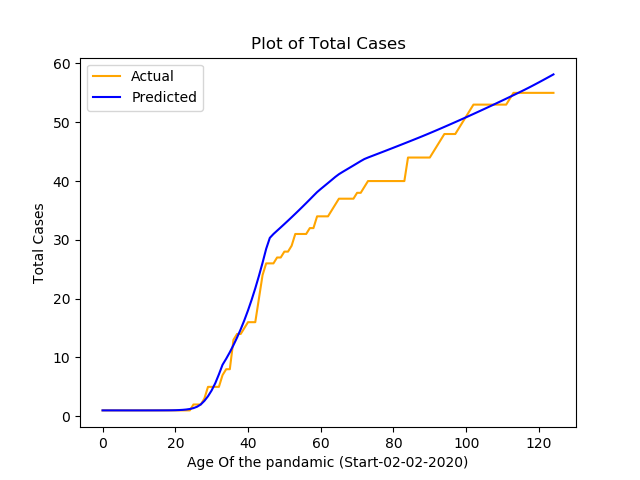 Plot of Total Cases
Actual
Predicted
60
50
40
30
20
10
0
Total Cases
0 20 40 60 80 100 120
Age Of the pandamic (Start-02-02-2020)